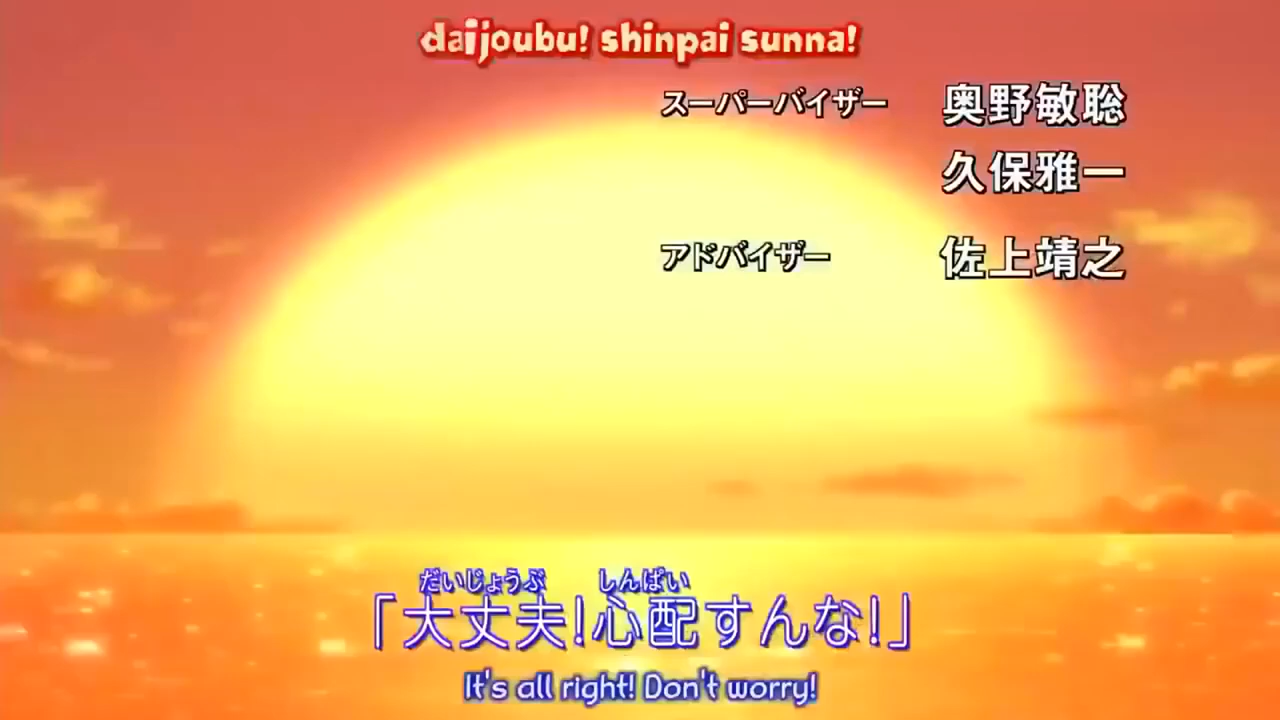 daijoubu! shinpai sunna!
スーパーバイザー 奥野敏聡
久保雅一
アドバイザー 佐上靖之
だいじょうぶ しんぱい
「大丈夫!心配すんな!」
It's all right! Don't worry!